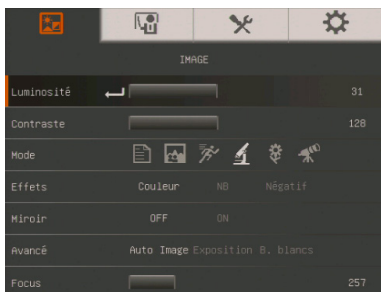 IMAGE
Luminosité 31
Contraste 128
Mode
Effets Couleur NB Négatif
Miroir OFF ON
Avancé Auto Image Exposition B. blancs
Focus 257